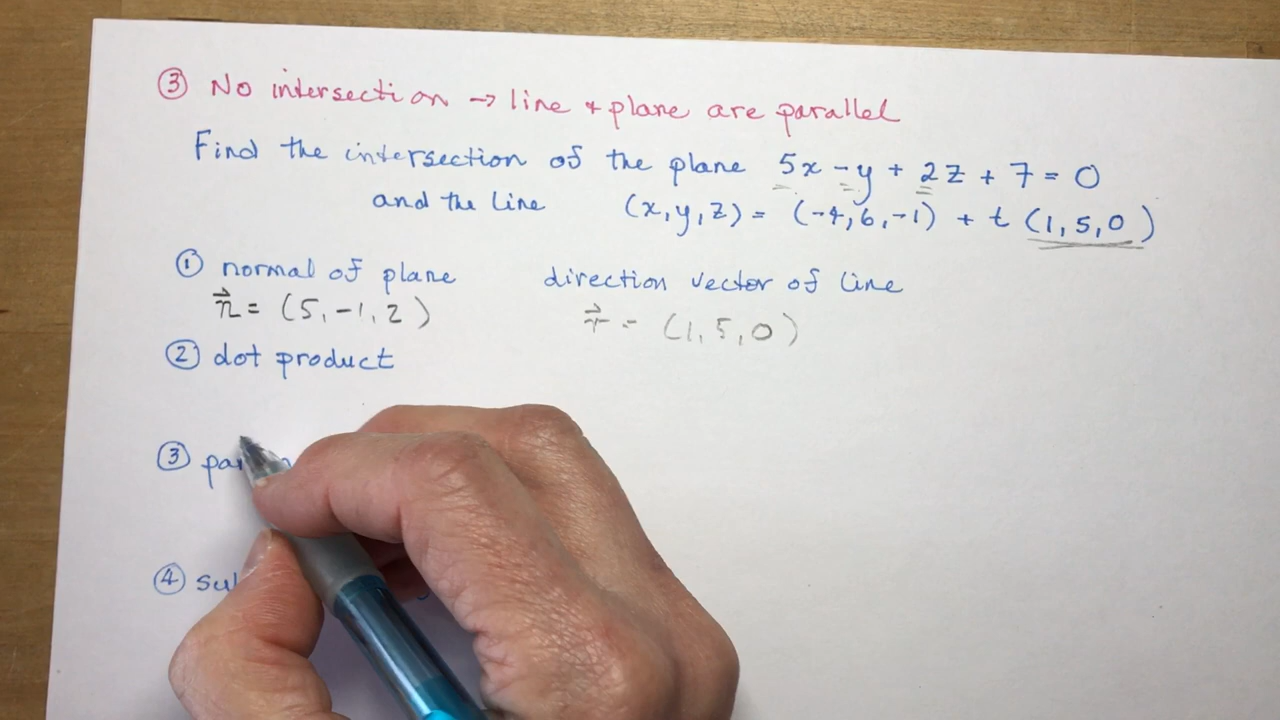 ③ No intersection → line & plane are parallel
Find the intersection of the plane 5x - y + 2z + 7 = 0
and the line (x,y,z) = (-4,6,-1) + t (1,5,0)
① normal of plane direction vector of line
n⃗ = (5,-1,2) r⃗ = (1,5,0)
② dot product
③
④